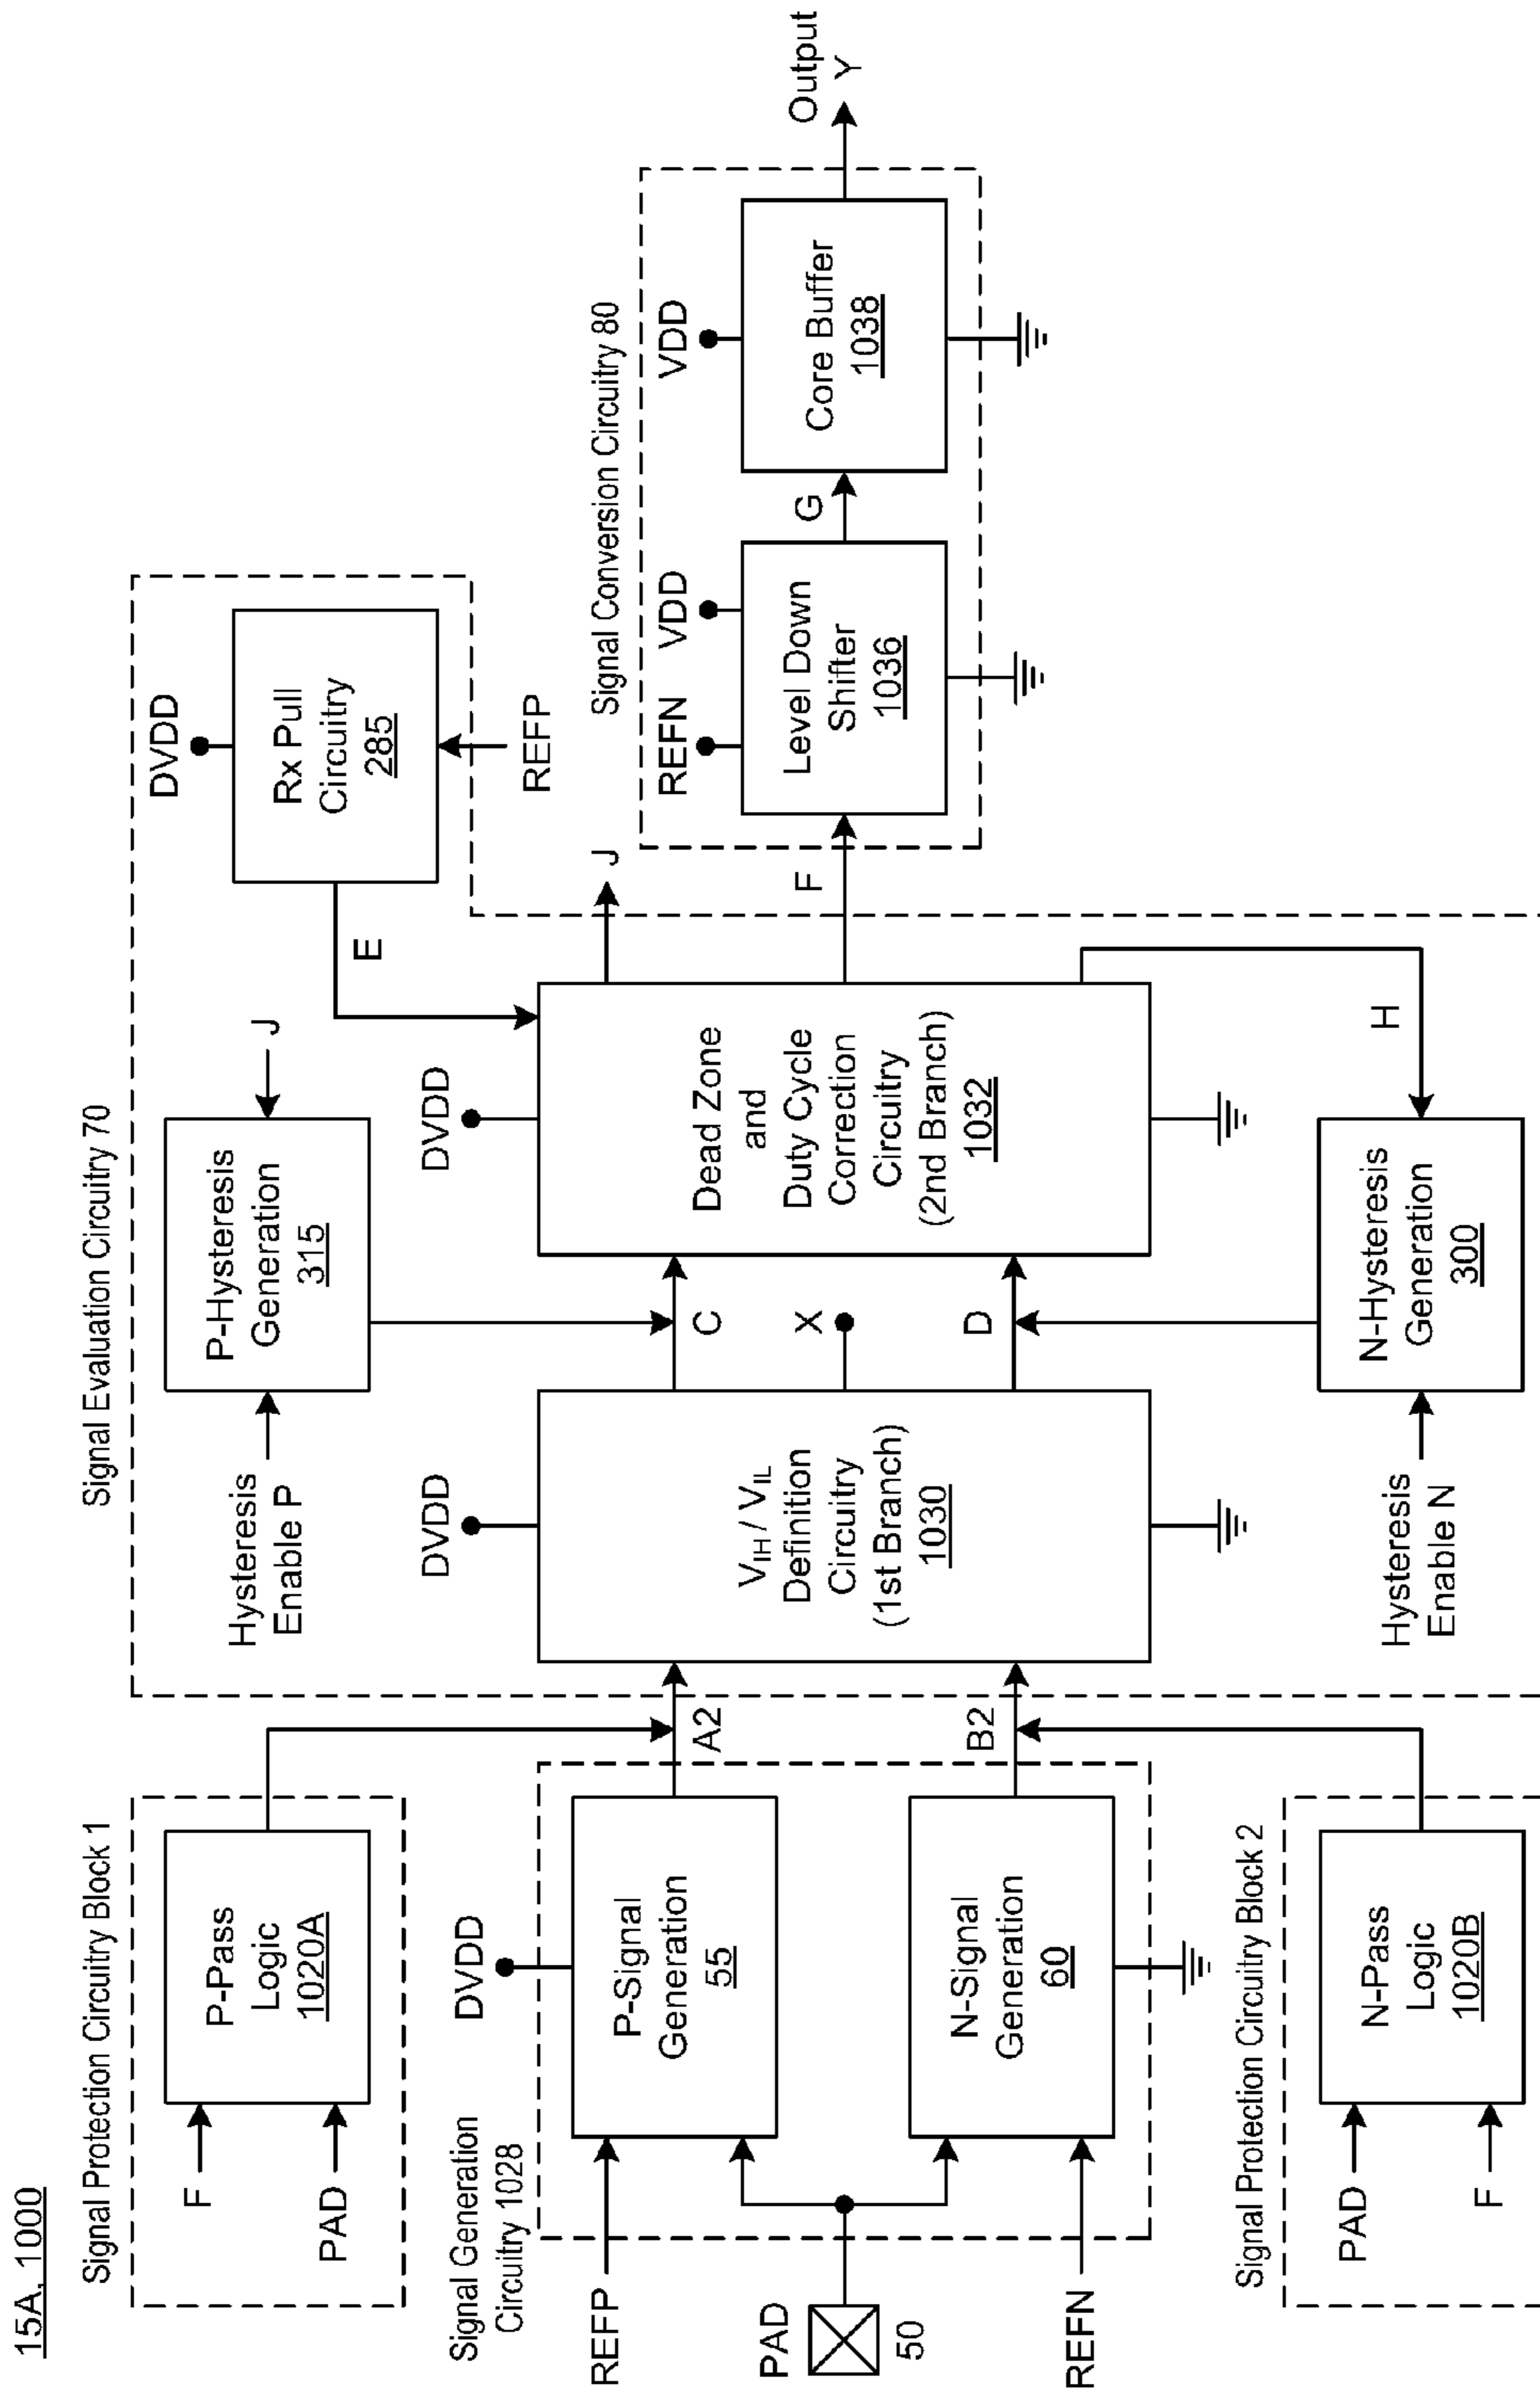 15A, 1000
Signal Protection Circuitry Block 1
F
PAD
P-Pass
Logic
1020A
Signal Generation
Circuitry 1028
DVDD
REFP
P-Signal
Generation
55
A2
PAD
50
N-Signal
Generation
60
B2
REFN
Signal Protection Circuitry Block 2
PAD
F
N-Pass
Logic
1020B
Signal Evaluation Circuitry 70
Hysteresis
Enable P
P-Hysteresis
Generation
315
J
DVDD
VIH / VIL
Definition
Circuitry
(1st Branch)
1030
C
X
D
DVDD
Dead Zone
and
Duty Cycle
Correction
Circuitry
(2nd Branch)
1032
E
J
F
H
Hysteresis
Enable N
N-Hysteresis
Generation
300
DVDD
Rx Pull
Circuitry
285
REFP
Signal Conversion Circuitry 80
REFN
VDD
Level Down
Shifter
1036
G
VDD
Core Buffer
1038
Output
Y